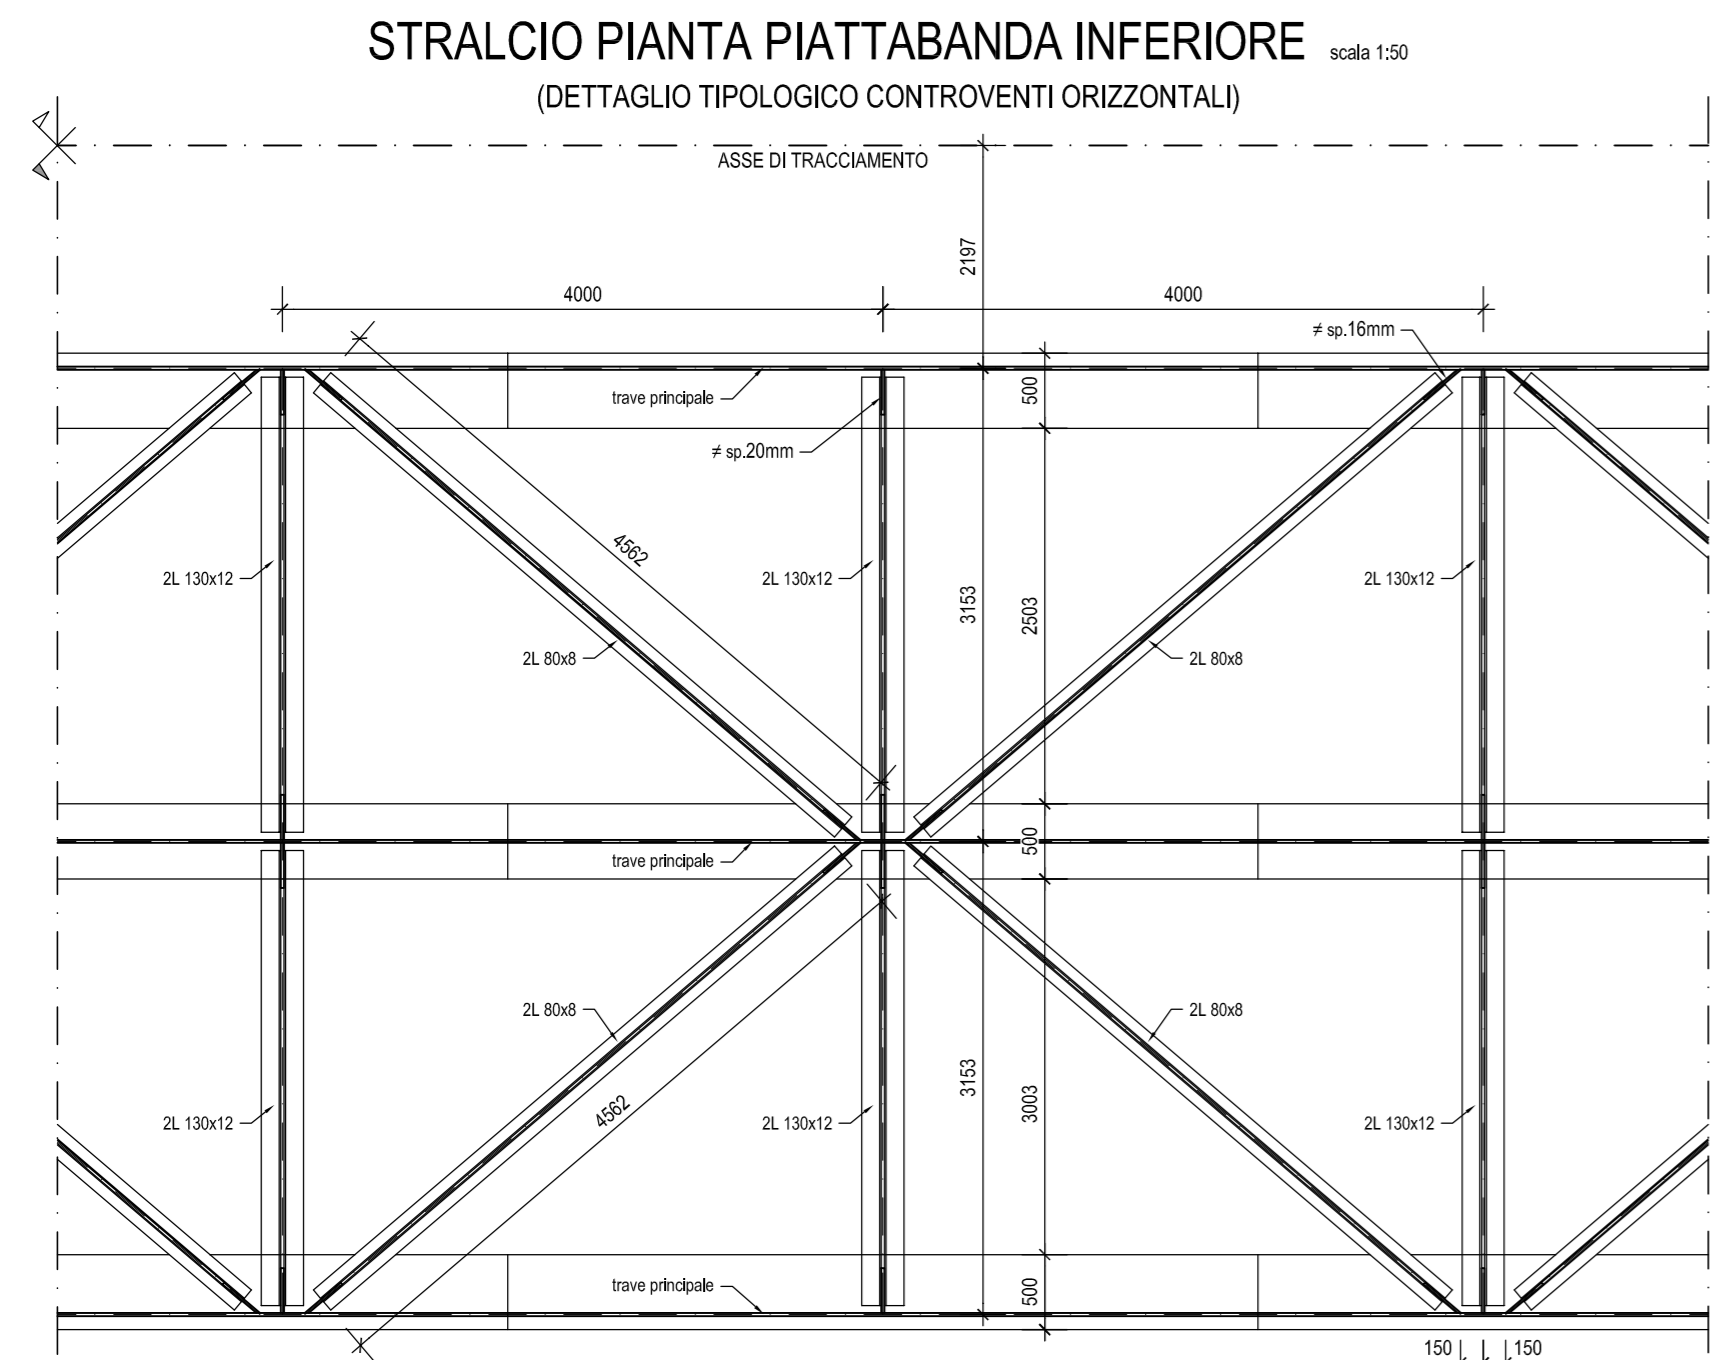 STRALCIO PIANTA PIATTABANDA INFERIORE scala 1:50
(DETTAGLIO TIPOLOGICO CONTROVENTI ORIZZONTALI)
ASSE DI TRACCIAMENTO
2197
4000 4000
≠ sp.16mm
trave principale
500
≠ sp.20mm
4562
2L 130x12 2L 130x12 2L 130x12
3153 2503
2L 80x8 2L 80x8
trave principale
500
2L 80x8 2L 80x8
3153 3003
4562
2L 130x12 2L 130x12 2L 130x12
trave principale
500
150 150